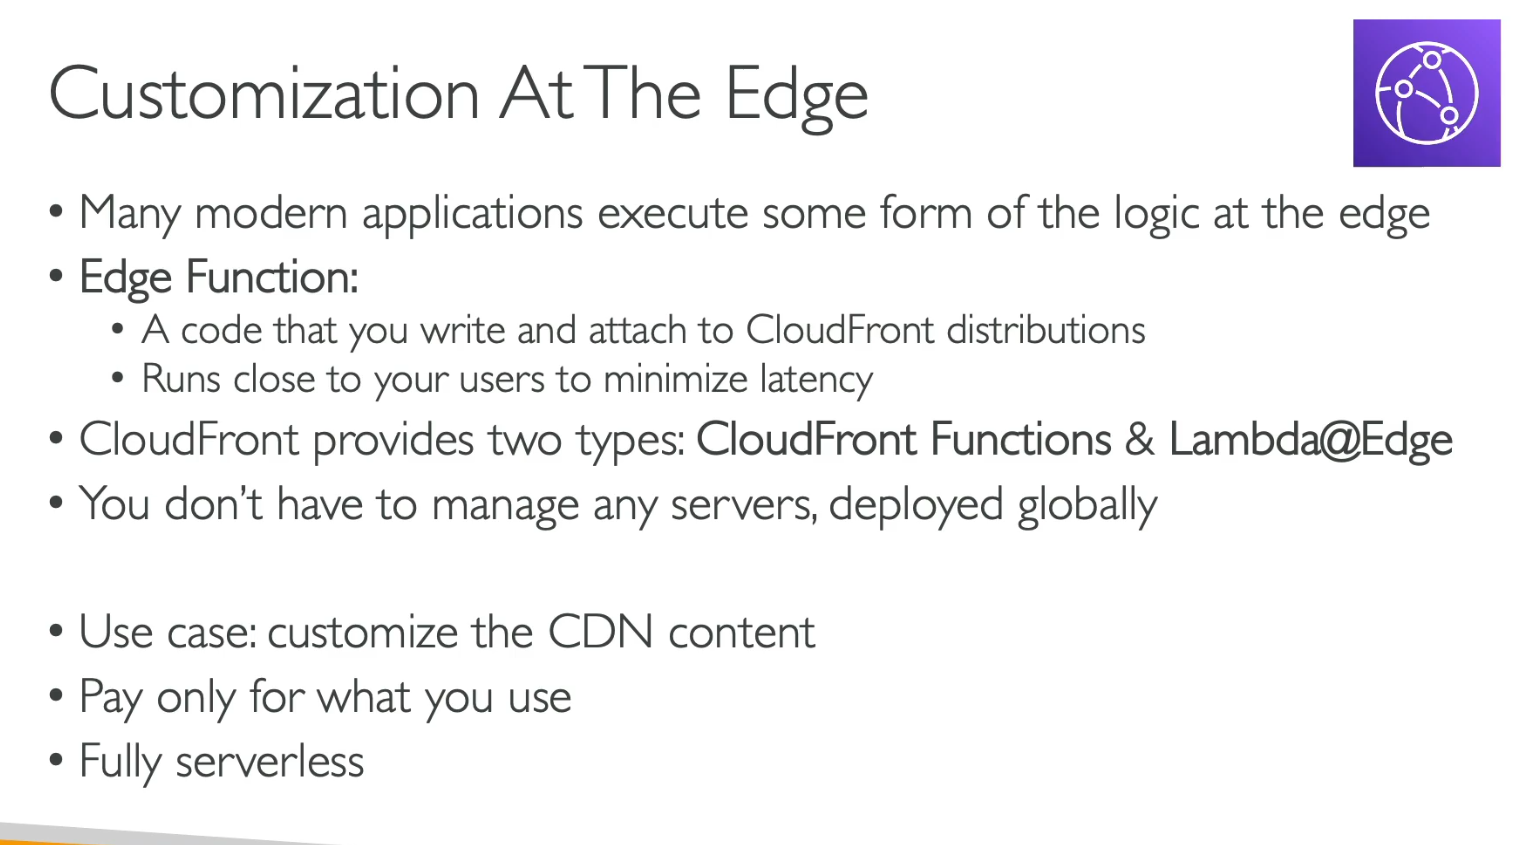 Customization At The Edge
• Many modern applications execute some form of the logic at the edge
• Edge Function:
• A code that you write and attach to CloudFront distributions
• Runs close to your users to minimize latency
• CloudFront provides two types: CloudFront Functions & Lambda@Edge
• You don’t have to manage any servers, deployed globally
• Use case: customize the CDN content
• Pay only for what you use
• Fully serverless